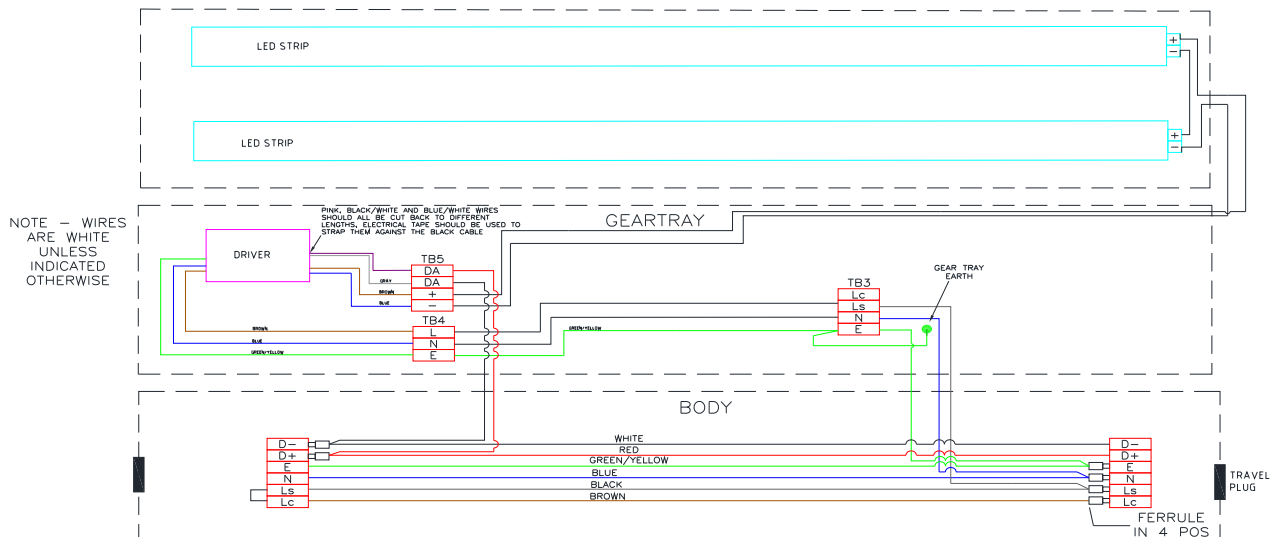 LED STRIP
+
-
LED STRIP
+
-
NOTE - WIRES
ARE WHITE
UNLESS
INDICATED
OTHERWISE
PINK, BLACK/WHITE AND BLUE/WHITE WIRES
SHOULD ALL BE CUT BACK TO DIFFERENT
LENGTHS, ELECTRICAL TAPE SHOULD BE USED TO
STRAP THEM AGAINST THE BLACK CABLE
GEARTRAY
DRIVER
TB5
DA
DA
+
-
GRAY
BROWN
BLUE
TB4
L
N
E
BROWN
BLUE
GREEN/YELLOW
GREEN/YELLOW
TB3
Lc
Ls
N
E
GEAR TRAY
EARTH
BODY
D-
D+
E
N
Ls
Lc
WHITE
RED
GREEN/YELLOW
BLUE
BLACK
BROWN
D-
D+
E
N
Ls
Lc
TRAVEL
PLUG
FERRULE
IN 4 POS